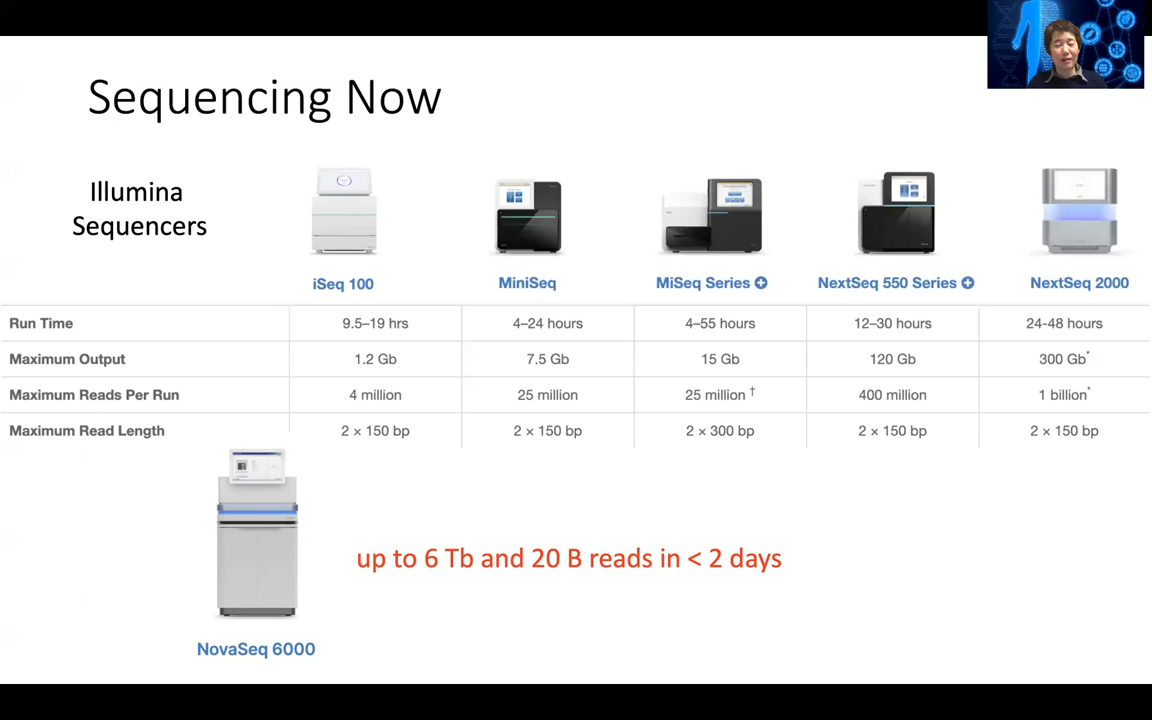 Sequencing Now
Illumina
Sequencers
iSeq 100
MiniSeq
MiSeq Series
NextSeq 550 Series
NextSeq 2000
Run Time 9.5–19 hrs 4–24 hours 4–55 hours 12–30 hours 24-48 hours
Maximum Output 1.2 Gb 7.5 Gb 15 Gb 120 Gb 300 Gb*
Maximum Reads Per Run 4 million 25 million 25 million † 400 million 1 billion*
Maximum Read Length 2 × 150 bp 2 × 150 bp 2 × 300 bp 2 × 150 bp 2 × 150 bp
up to 6 Tb and 20 B reads in < 2 days
NovaSeq 6000